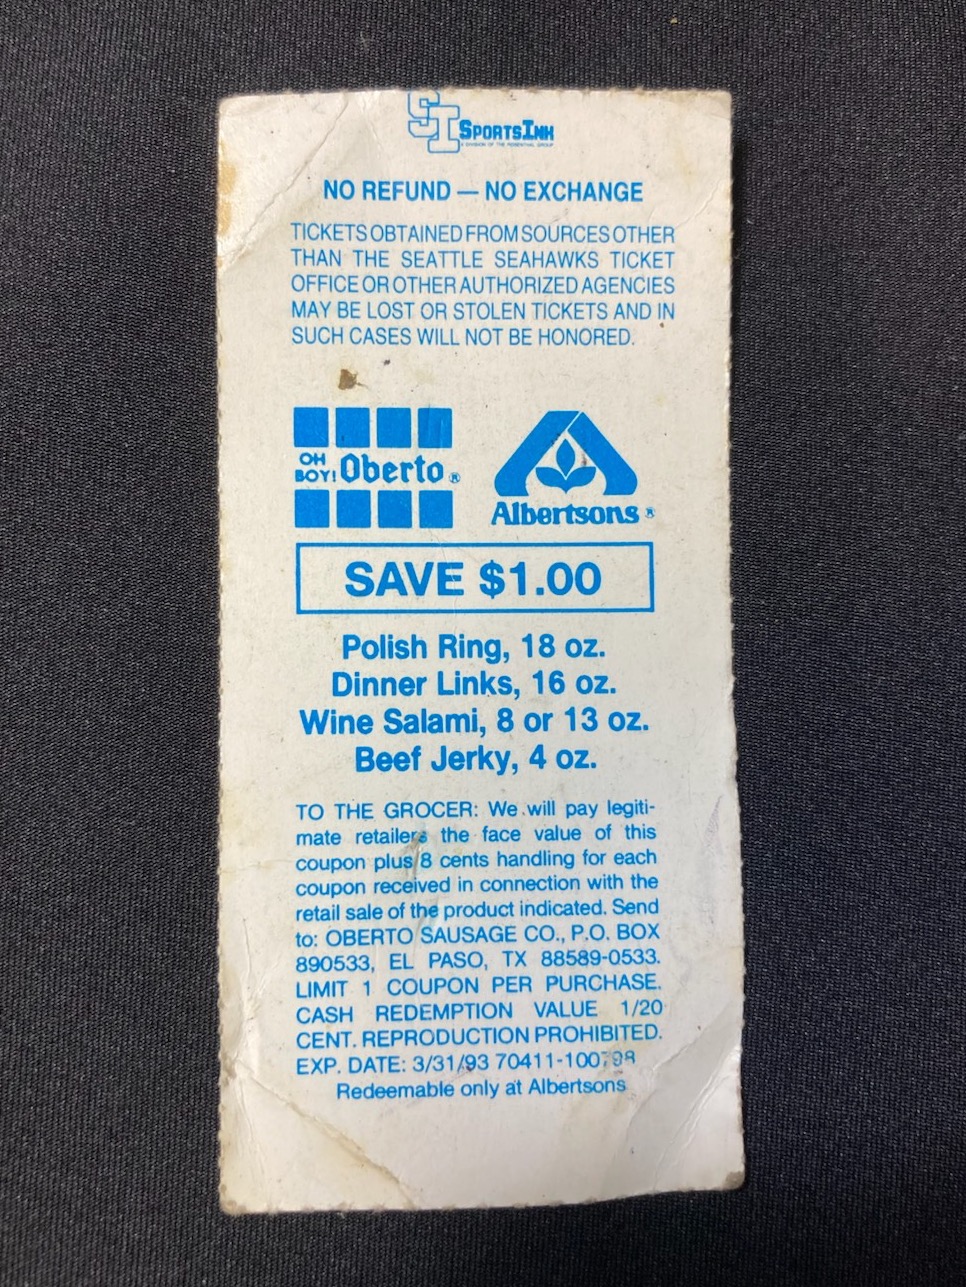 SI SPORTSINK
A DIVISION OF THE ROSENTHAL GROUP
NO REFUND — NO EXCHANGE
TICKETS OBTAINED FROM SOURCES OTHER
THAN THE SEATTLE SEAHAWKS TICKET
OFFICE OR OTHER AUTHORIZED AGENCIES
MAY BE LOST OR STOLEN TICKETS AND IN
SUCH CASES WILL NOT BE HONORED.
OH BOY! Oberto®
Albertsons®
SAVE $1.00
Polish Ring, 18 oz.
Dinner Links, 16 oz.
Wine Salami, 8 or 13 oz.
Beef Jerky, 4 oz.
TO THE GROCER: We will pay legiti-
mate retailers the face value of this
coupon plus 8 cents handling for each
coupon received in connection with the
retail sale of the product indicated. Send
to: OBERTO SAUSAGE CO., P.O. BOX
890533, EL PASO, TX 88589-0533.
LIMIT 1 COUPON PER PURCHASE.
CASH REDEMPTION VALUE 1/20
CENT. REPRODUCTION PROHIBITED.
EXP. DATE: 3/31/93
Redeemable only at Albertsons